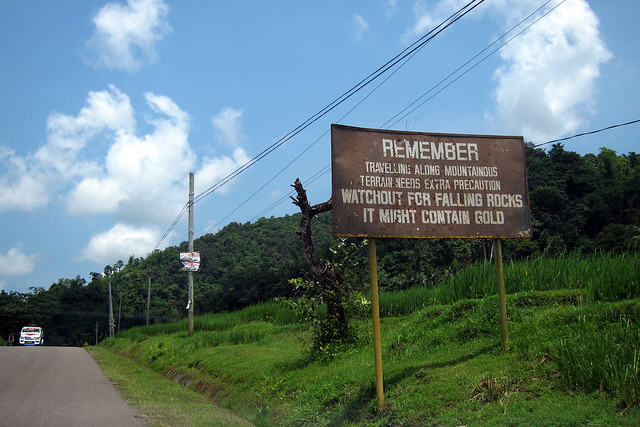 REMEMBER
TRAVELLING ALONG MOUNTAINOUS
TERRAIN NEEDS EXTRA PRECAUTION
WATCHOUT FOR FALLING ROCKS
IT MIGHT CONTAIN GOLD